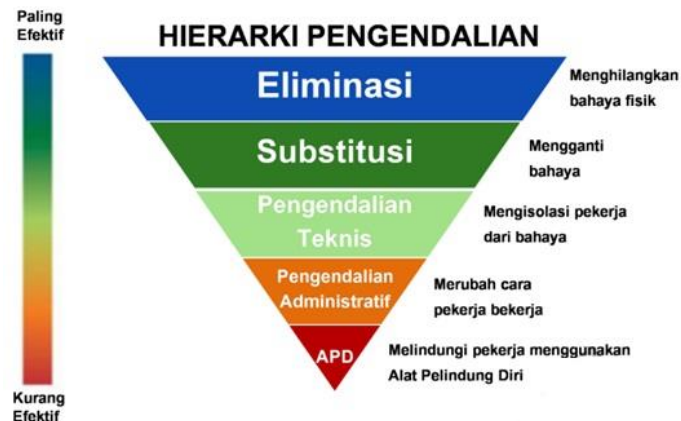 Paling
Efektif
HIERARKI PENGENDALIAN
Eliminasi
Menghilangkan
bahaya fisik
Substitusi
Mengganti
bahaya
Pengendalian
Teknis
Mengisolasi pekerja
dari bahaya
Pengendalian
Administratif
Merubah cara
pekerja bekerja
APD
Melindungi pekerja menggunakan
Alat Pelindung Diri
Kurang
Efektif